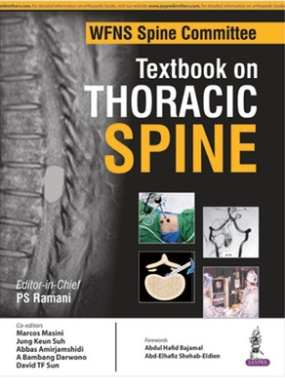 WFNS Spine Committee
Textbook on
THORACIC
SPINE
Editor-in-Chief
PS Ramani
Co-editors
Marcos Masini
Jung Keun Suh
Abbas Amirjamshidi
A Bambang Darwono
David TF Sun
Forewords
Abdul Hafid Bajamal
Abd-Elhafiz Shehab-Eldien
JAYPEE